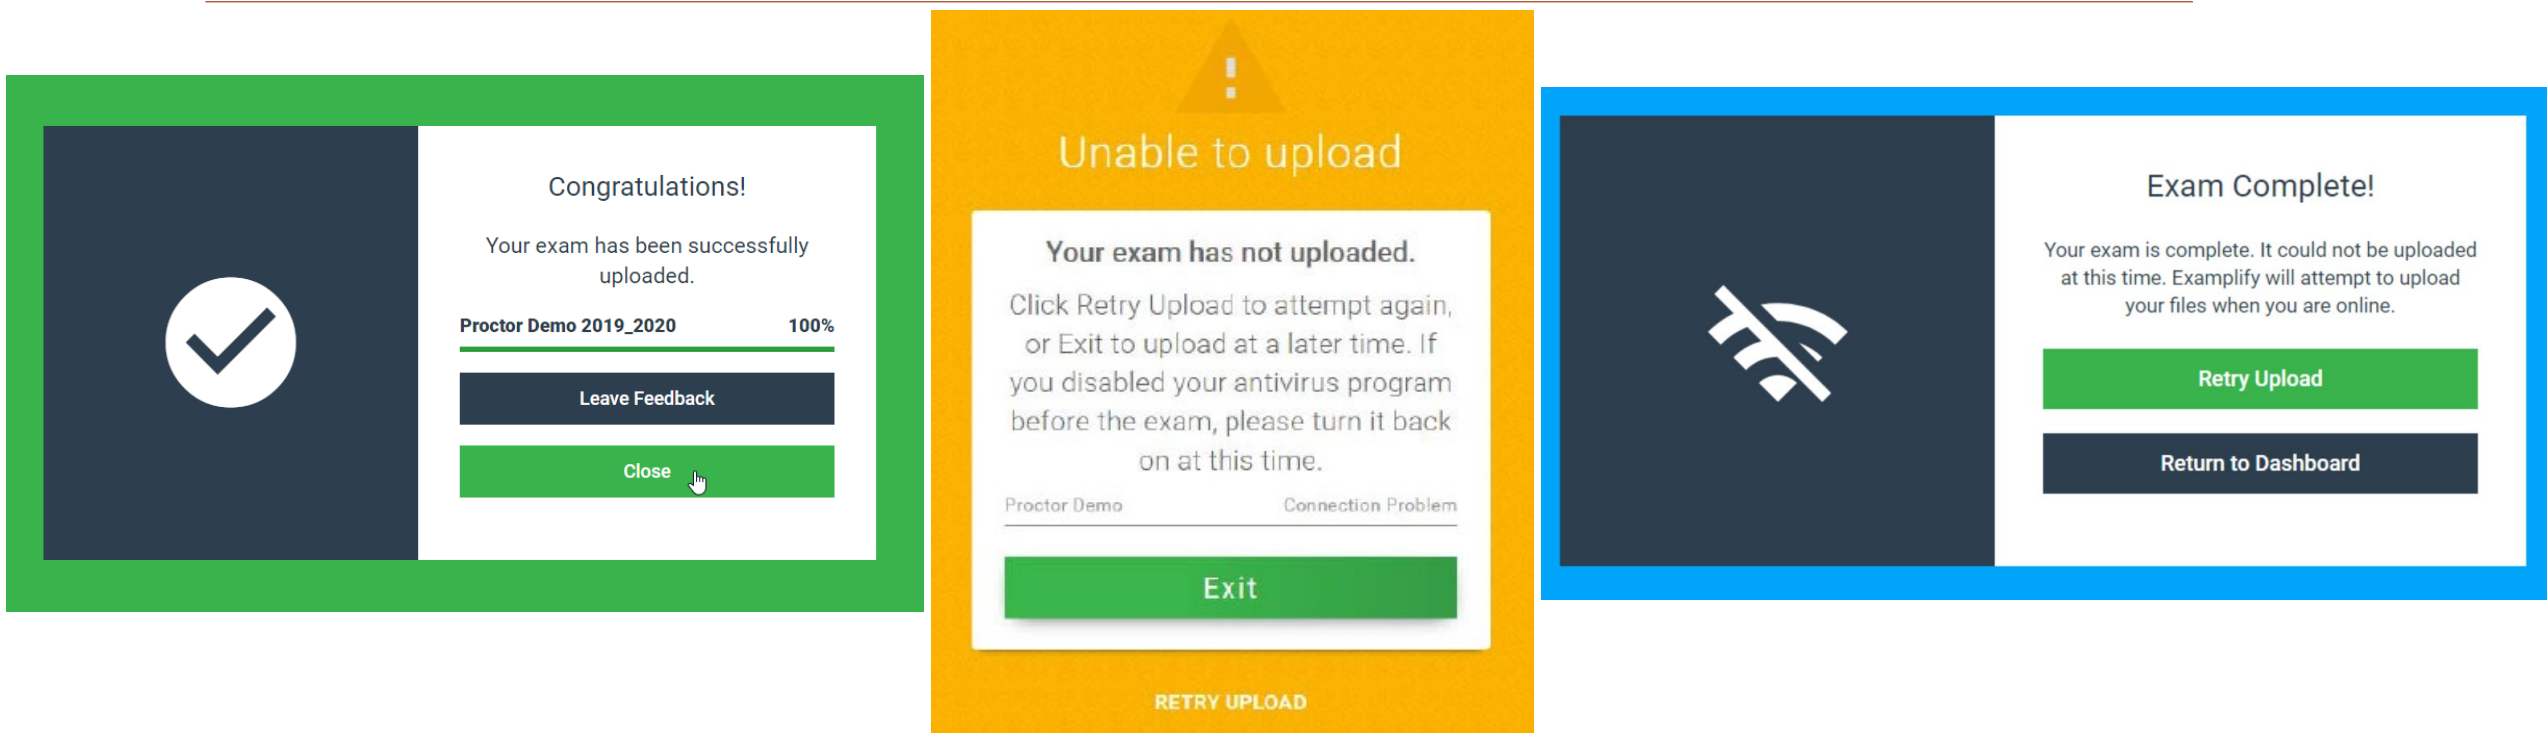 Congratulations!
Your exam has been successfully
uploaded.
Proctor Demo 2019_2020 100%
Leave Feedback
Close
Unable to upload
Your exam has not uploaded.
Click Retry Upload to attempt again,
or Exit to upload at a later time. If
you disabled your antivirus program
before the exam, please turn it back
on at this time.
Proctor Demo Connection Problem
Exit
RETRY UPLOAD
Exam Complete!
Your exam is complete. It could not be uploaded
at this time. Examplify will attempt to upload
your files when you are online.
Retry Upload
Return to Dashboard